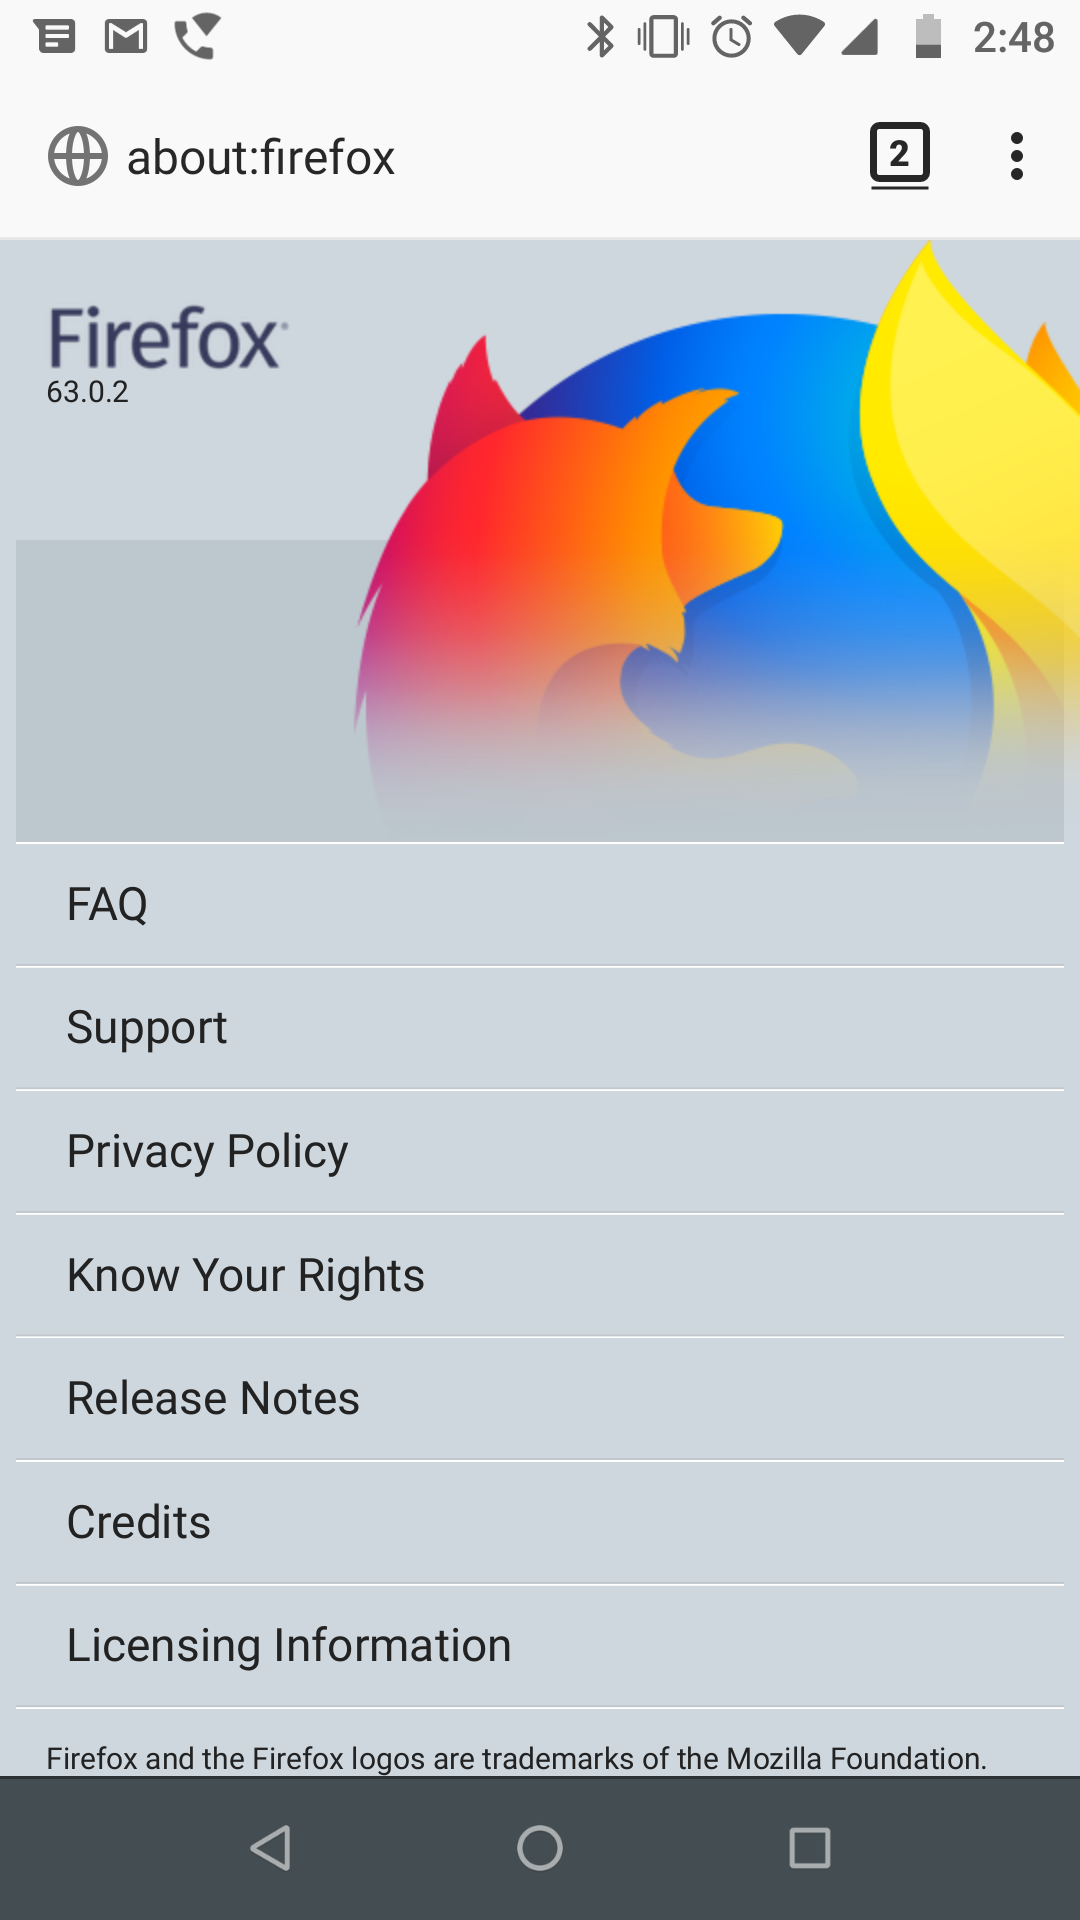 2:48
about:firefox
2
Firefox
63.0.2
FAQ
Support
Privacy Policy
Know Your Rights
Release Notes
Credits
Licensing Information
Firefox and the Firefox logos are trademarks of the Mozilla Foundation.